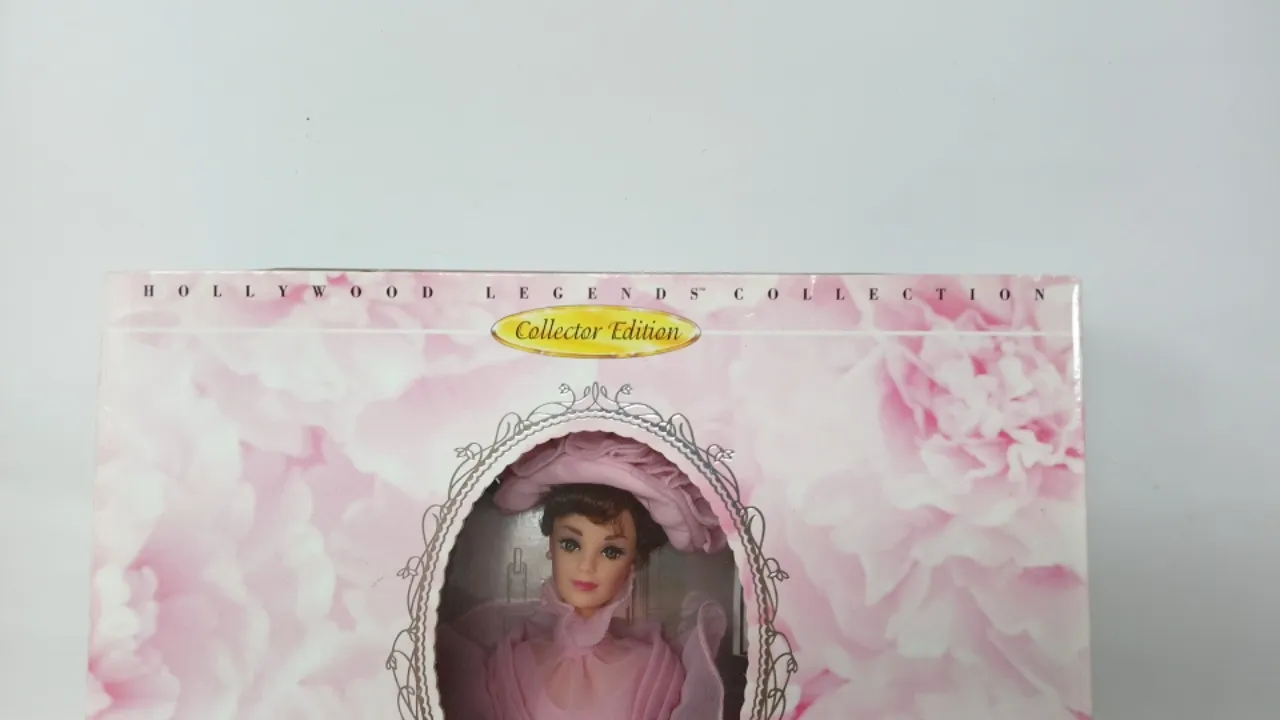 HOLLYWOOD LEGENDS™ COLLECTION
Collector Edition